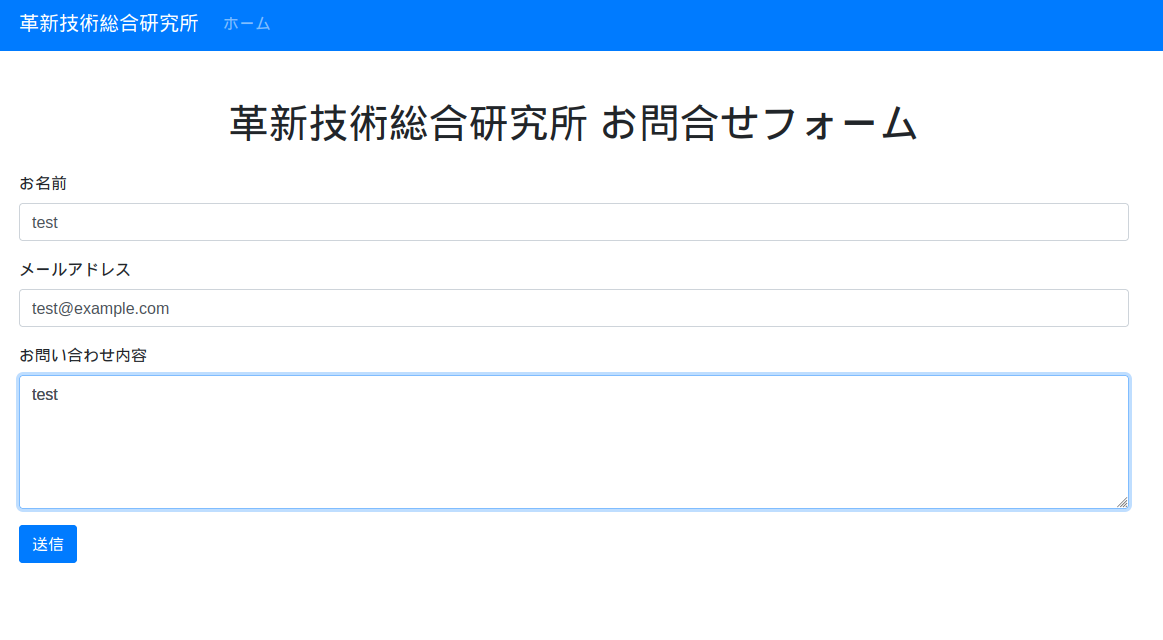 革新技術総合研究所 ホーム
革新技術総合研究所 お問合せフォーム
お名前
test
メールアドレス
test@example.com
お問い合わせ内容
test
送信